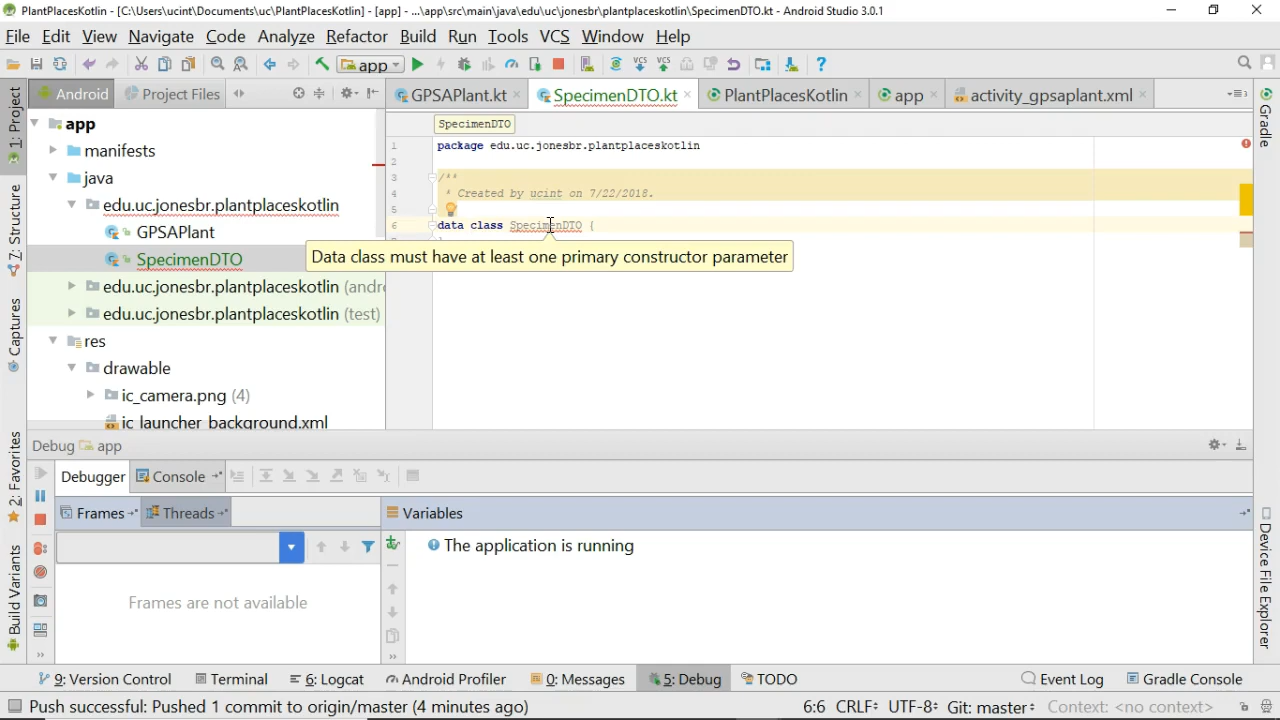 PlantPlacesKotlin - [C:\Users\ucint\Documents\uc\PlantPlacesKotlin] - [app] - ...\app\src\main\java\edu\uc\jonesbr\plantplaceskotlin\SpecimenDTO.kt - Android Studio 3.0.1
File Edit View Navigate Code Analyze Refactor Build Run Tools VCS Window Help
app
Android Project Files
GPSAPlant.kt SpecimenDTO.kt PlantPlacesKotlin app activity_gpsaplant.xml
1: Project
Z: Structure
Captures
2: Favorites
Build Variants
app
manifests
java
edu.uc.jonesbr.plantplaceskotlin
GPSAPlant
SpecimenDTO
edu.uc.jonesbr.plantplaceskotlin (andro
edu.uc.jonesbr.plantplaceskotlin (test)
res
drawable
ic_camera.png (4)
ic_launcher_background.xml
SpecimenDTO
1 package edu.uc.jonesbr.plantplaceskotlin
2
3 /**
4 * Created by ucint on 7/22/2018.
5
6 data class SpecimenDTO {
Data class must have at least one primary constructor parameter
Gradle
Device File Explorer
Debug app
Debugger Console
Frames Threads
Variables
The application is running
Frames are not available
9: Version Control Terminal 6: Logcat Android Profiler 0: Messages 5: Debug TODO Event Log Gradle Console
Push successful: Pushed 1 commit to origin/master (4 minutes ago) 6:6 CRLF UTF-8 Git: master Context: <no context>